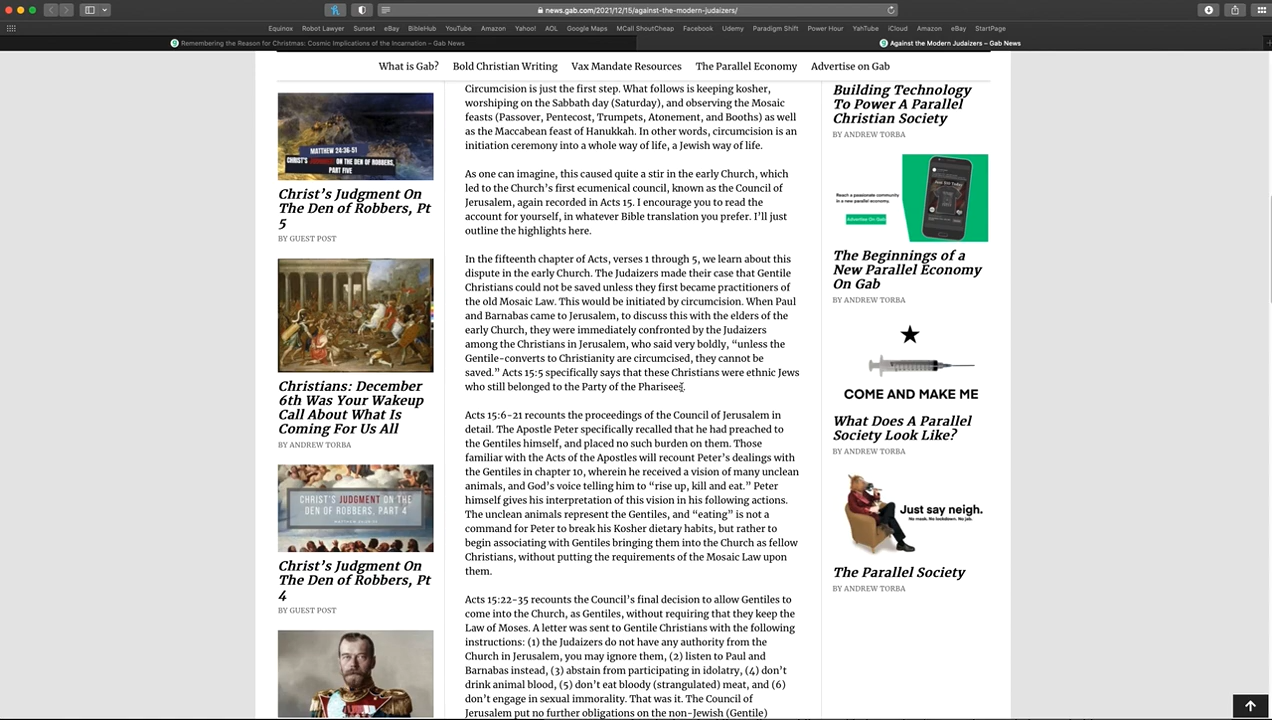 news.gab.com/2021/12/15/against-the-modern-judaizers/
Equinox Robot Lawyer Sunset eBay BibleHub YouTube Amazon Yahoo! AOL Google Maps MCall ShoutCheap Facebook Udemy Paradigm Shift Power Hour YahTube iCloud Amazon eBay StartPage
Remembering the Reason for Christmas: Cosmic Implications of the Incarnation – Gab News
Against the Modern Judaizers – Gab News
What is Gab? Bold Christian Writing Vax Mandate Resources The Parallel Economy Advertise on Gab
MATTHEW 24:36-51
CHRIST'S JUDGMENT ON THE DEN OF ROBBERS,
PART FIVE
Christ's Judgment On
The Den of Robbers, Pt
5
BY GUEST POST
Christians: December
6th Was Your Wakeup
Call About What Is
Coming For Us All
BY ANDREW TORBA
CHRIST'S JUDGMENT ON THE
DEN OF ROBBERS, PART 4
Christ's Judgment On
The Den of Robbers, Pt
4
BY GUEST POST
Circumcision is just the first step. What follows is keeping kosher,
worshiping on the Sabbath day (Saturday), and observing the Mosaic
feasts (Passover, Pentecost, Trumpets, Atonement, and Booths) as well
as the Maccabean feast of Hanukkah. In other words, circumcision is an
initiation ceremony into a whole way of life, a Jewish way of life.
As one can imagine, this caused quite a stir in the early Church, which
led to the Church's first ecumenical council, known as the Council of
Jerusalem, again recorded in Acts 15. I encourage you to read the
account for yourself, in whatever Bible translation you prefer. I'll just
outline the highlights here.
In the fifteenth chapter of Acts, verses 1 through 5, we learn about this
dispute in the early Church. The Judaizers made their case that Gentile
Christians could not be saved unless they first became practitioners of
the old Mosaic Law. This would be initiated by circumcision. When Paul
and Barnabas came to Jerusalem, to discuss this with the elders of the
early Church, they were immediately confronted by the Judaizers
among the Christians in Jerusalem, who said very boldly, "unless the
Gentile-converts to Christianity are circumcised, they cannot be
saved." Acts 15:5 specifically says that these Christians were ethnic Jews
who still belonged to the Party of the Pharisees.
Acts 15:6-21 recounts the proceedings of the Council of Jerusalem in
detail. The Apostle Peter specifically recalled that he had preached to
the Gentiles himself, and placed no such burden on them. Those
familiar with the Acts of the Apostles will recount Peter's dealings with
the Gentiles in chapter 10, wherein he received a vision of many unclean
animals, and God's voice telling him to "rise up, kill and eat." Peter
himself gives his interpretation of this vision in his following actions.
The unclean animals represent the Gentiles, and "eating" is not a
command for Peter to break his Kosher dietary habits, but rather to
begin associating with Gentiles bringing them into the Church as fellow
Christians, without putting the requirements of the Mosaic Law upon
them.
Acts 15:22-35 recounts the Council's final decision to allow Gentiles to
come into the Church, as Gentiles, without requiring that they keep the
Law of Moses. A letter was sent to Gentile Christians with the following
instructions: (1) the Judaizers do not have any authority from the
Church in Jerusalem, you may ignore them, (2) listen to Paul and
Barnabas instead, (3) abstain from participating in idolatry, (4) don't
drink animal blood, (5) don't eat bloody (strangulated) meat, and (6)
don't engage in sexual immorality. That was it. The Council of
Jerusalem put no further obligations on the non-Jewish (Gentile)
Building Technology
To Power A Parallel
Christian Society
BY ANDREW TORBA
Reach a passionate community
in a new parallel economy.
Advertise On Gab
The Beginnings of a
New Parallel Economy
On Gab
BY ANDREW TORBA
COME AND MAKE ME
What Does A Parallel
Society Look Like?
BY ANDREW TORBA
Just say neigh.
No mask. No lockdown. No jab.
The Parallel Society
BY ANDREW TORBA